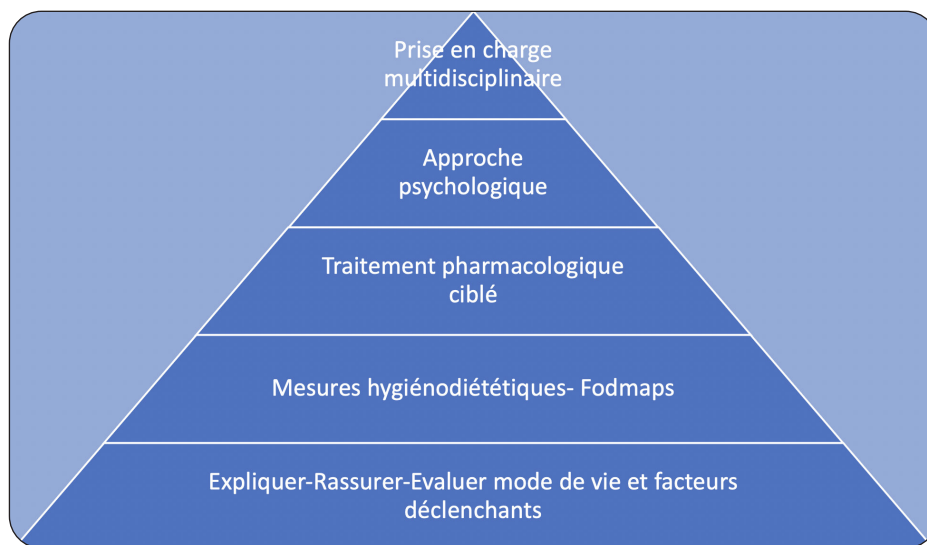 Prise en charge
multidisciplinaire
Approche
psychologique
Traitement pharmacologique
ciblé
Mesures hygiénodiététiques- Fodmaps
Expliquer-Rassurer-Evaluer mode de vie et facteurs
déclenchants